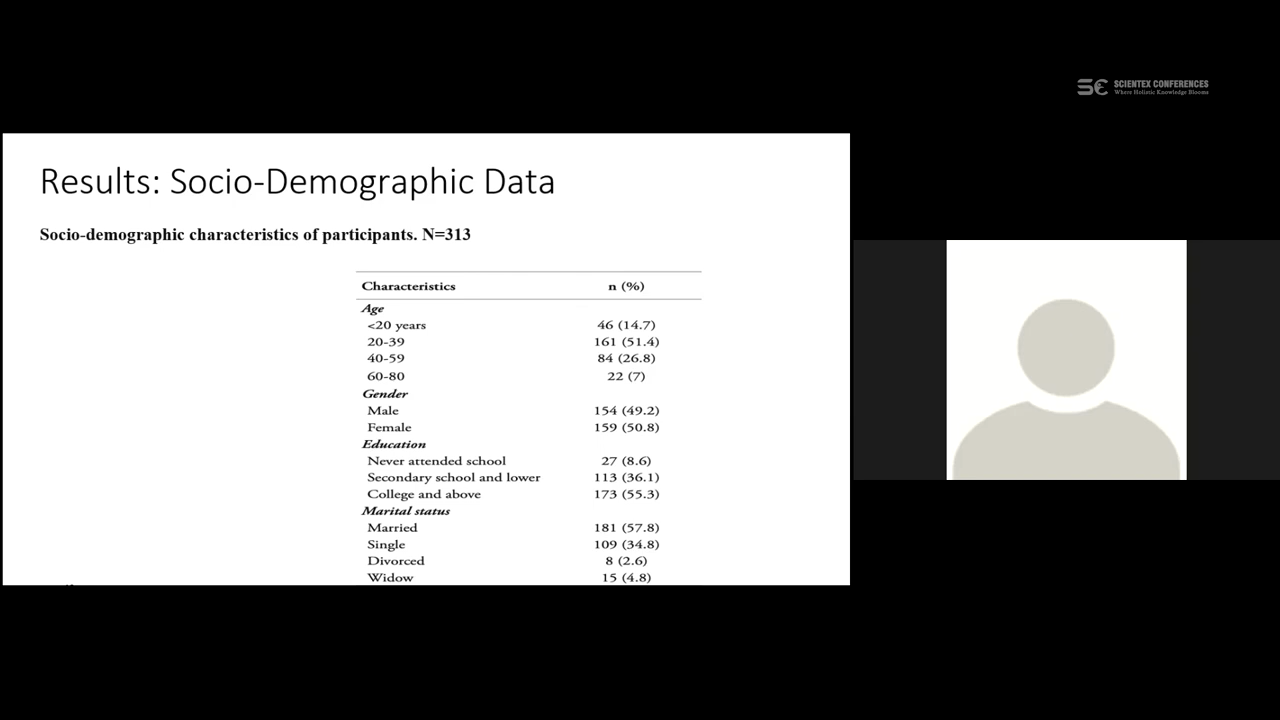 SCIENTEX CONFERENCES
Where Holistic Knowledge Blooms
Results: Socio-Demographic Data
Socio-demographic characteristics of participants. N=313
Characteristics n (%)
Age
<20 years 46 (14.7)
20-39 161 (51.4)
40-59 84 (26.8)
60-80 22 (7)
Gender
Male 154 (49.2)
Female 159 (50.8)
Education
Never attended school 27 (8.6)
Secondary school and lower 113 (36.1)
College and above 173 (55.3)
Marital status
Married 181 (57.8)
Single 109 (34.8)
Divorced 8 (2.6)
Widow 15 (4.8)